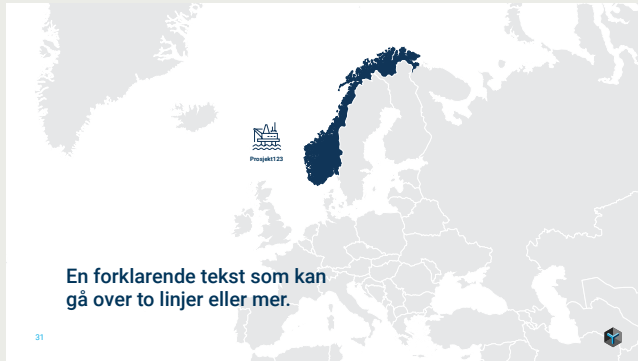 Prosjekt123
En forklarende tekst som kan
gå over to linjer eller mer.
31